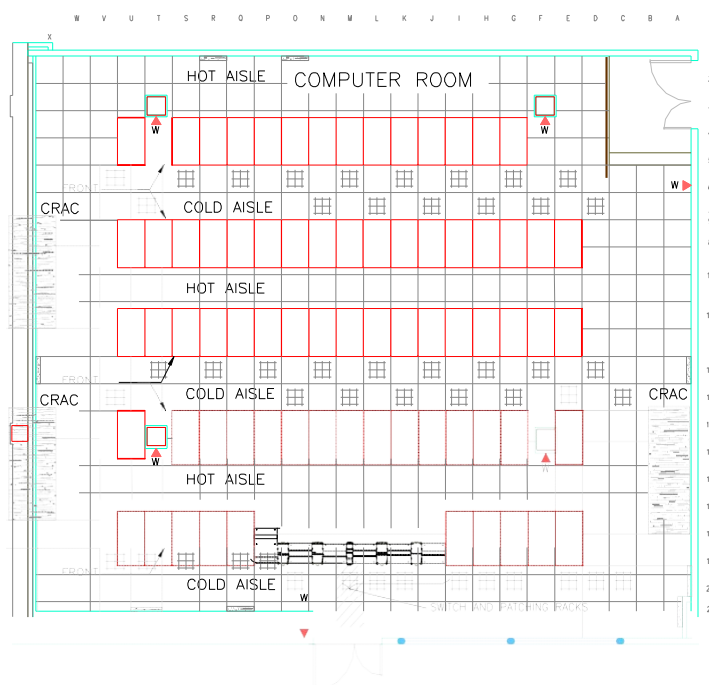 W V U T S R Q P O N M L K J I H G F E D C B A
X
HOT AISLE
COMPUTER ROOM
W
W
FRONT
W
CRAC
COLD AISLE
HOT AISLE
FRONT
COLD AISLE
CRAC
CRAC
W
W
HOT AISLE
FRONT
COLD AISLE
W
SWITCH AND PATCHING RACKS